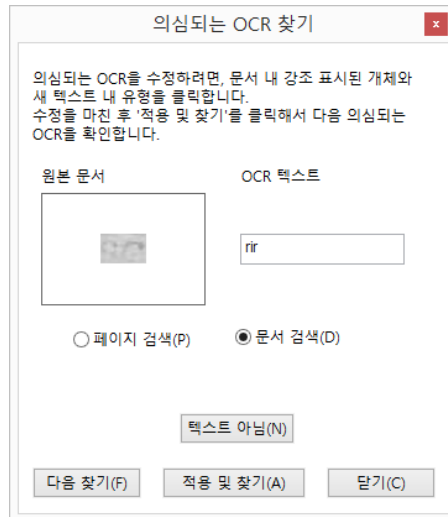 의심되는 OCR 찾기
x
의심되는 OCR을 수정하려면, 문서 내 강조 표시된 개체와
새 텍스트 내 유형을 클릭합니다.
수정을 마친 후 '적용 및 찾기'를 클릭해서 다음 의심되는
OCR을 확인합니다.
원본 문서
OCR 텍스트
rir
페이지 검색(P)
문서 검색(D)
텍스트 아님(N)
다음 찾기(F)
적용 및 찾기(A)
닫기(C)